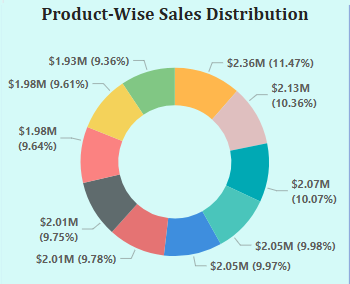 Product-Wise Sales Distribution
$1.93M (9.36%)
$2.36M (11.47%)
$1.98M (9.61%)
$2.13M
(10.36%)
$1.98M
(9.64%)
$2.07M
(10.07%)
$2.01M
(9.75%)
$2.05M (9.98%)
$2.01M (9.78%)
$2.05M (9.97%)